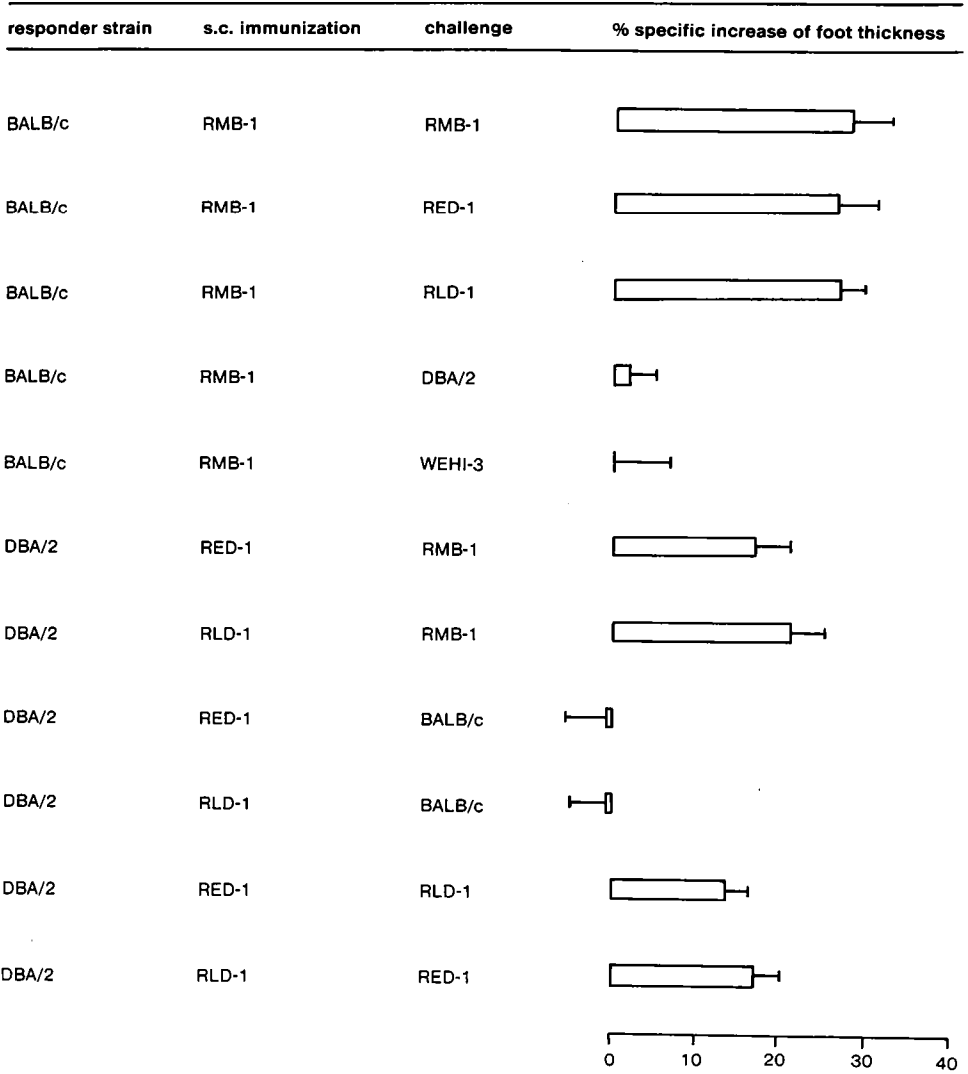 responder strain s.c. immunization challenge % specific increase of foot thickness
BALB/c RMB-1 RMB-1
BALB/c RMB-1 RED-1
BALB/c RMB-1 RLD-1
BALB/c RMB-1 DBA/2
BALB/c RMB-1 WEHI-3
DBA/2 RED-1 RMB-1
DBA/2 RLD-1 RMB-1
DBA/2 RED-1 BALB/c
DBA/2 RLD-1 BALB/c
DBA/2 RED-1 RLD-1
DBA/2 RLD-1 RED-1
0 10 20 30 40